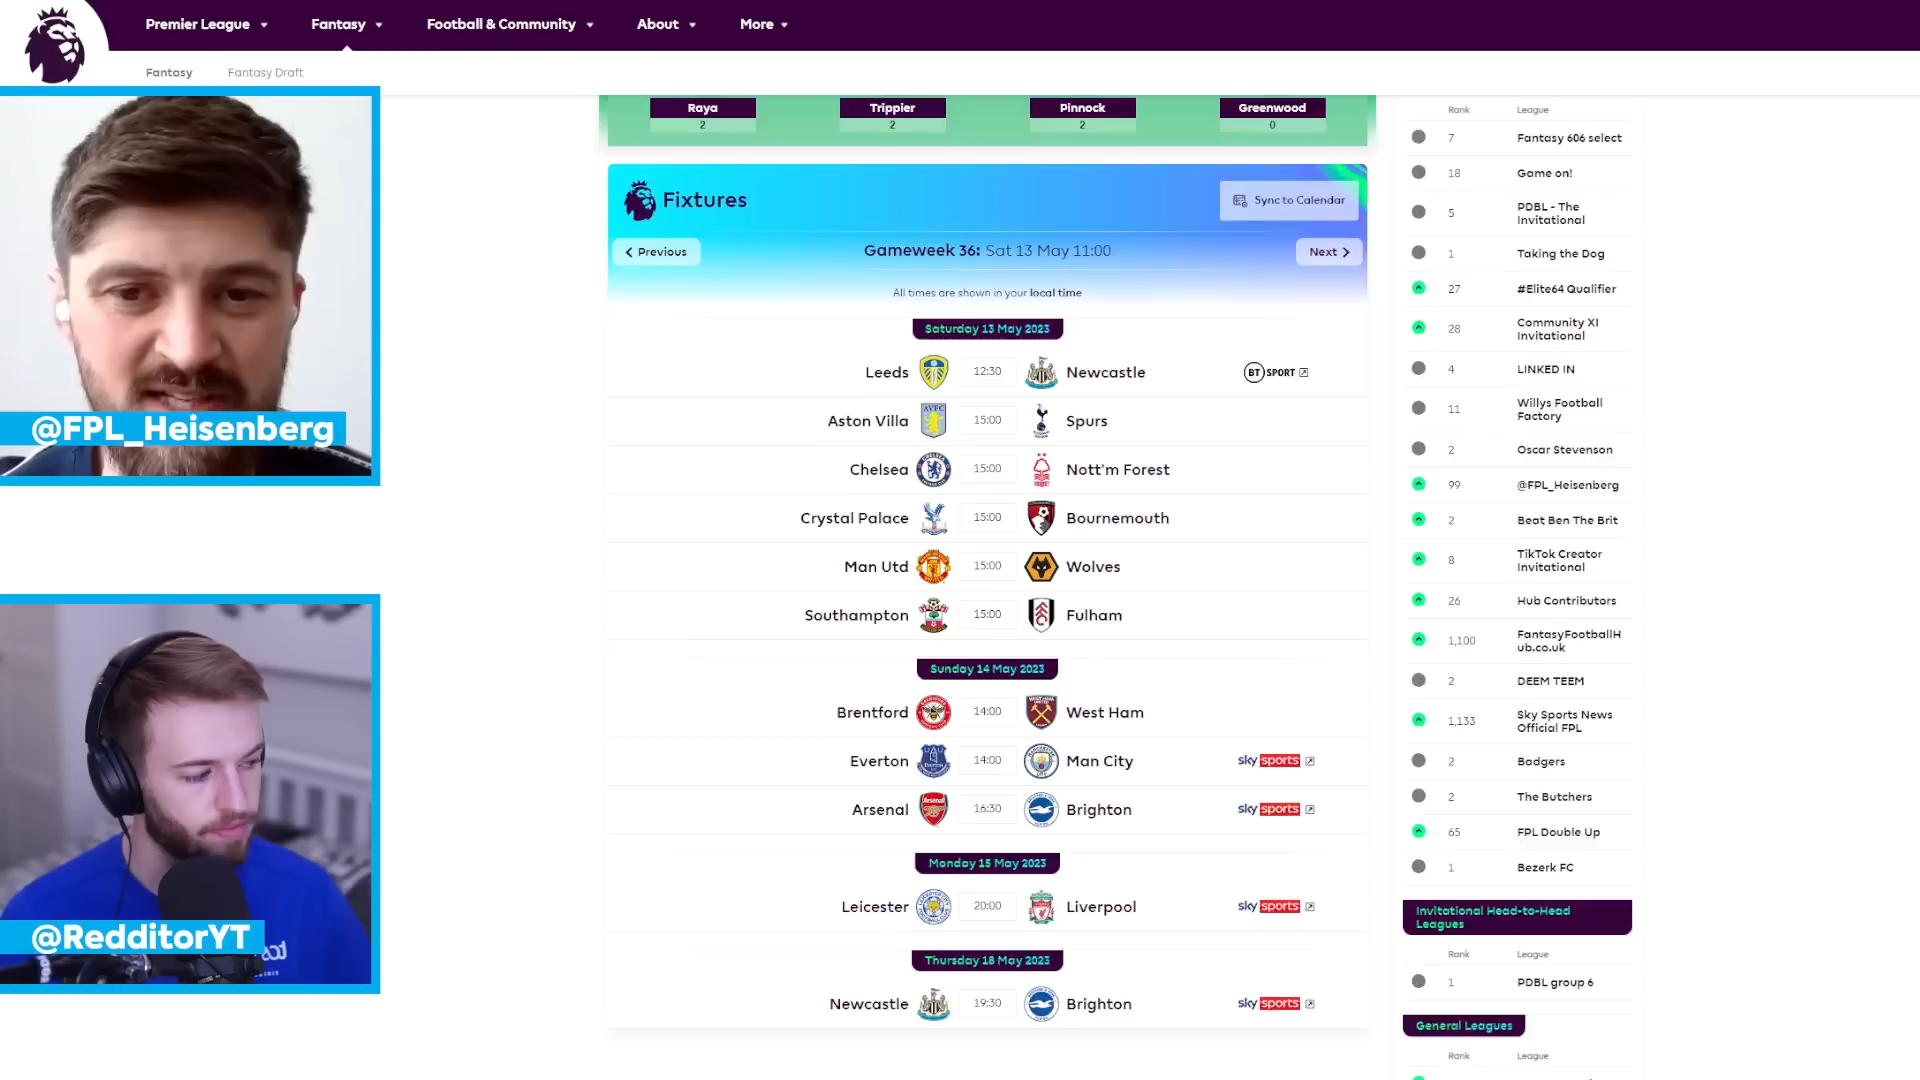 Premier League
Fantasy
Football & Community
About
More
Fantasy
Fantasy Draft
Raya
2
Trippier
2
Pinnock
2
Greenwood
0
Fixtures
Sync to Calendar
Previous
Gameweek 36: Sat 13 May 11:00
Next
All times are shown in your local time
Saturday 13 May 2023
Leeds 12:30 Newcastle BT SPORT
Aston Villa 15:00 Spurs
Chelsea 15:00 Nott'm Forest
Crystal Palace 15:00 Bournemouth
Man Utd 15:00 Wolves
Southampton 15:00 Fulham
Sunday 14 May 2023
Brentford 14:00 West Ham
Everton 14:00 Man City sky sports
Arsenal 16:30 Brighton sky sports
Monday 15 May 2023
Leicester 20:00 Liverpool sky sports
Thursday 18 May 2023
Newcastle 19:30 Brighton sky sports
Rank League
7 Fantasy 606 select
18 Game on!
5 PDBL - The
Invitational
1 Taking the Dog
27 #Elite64 Qualifier
28 Community XI
Invitational
4 LINKED IN
11 Willys Football
Factory
2 Oscar Stevenson
99 @FPL_Heisenberg
2 Beat Ben The Brit
8 TikTok Creator
Invitational
26 Hub Contributors
1,100 FantasyFootballH
ub.co.uk
2 DEEM TEEM
1,133 Sky Sports News
Official FPL
2 Badgers
2 The Butchers
65 FPL Double Up
1 Bezerk FC
Invitational Head-to-Head
Leagues
Rank League
1 PDBL group 6
General Leagues
Rank League
@FPL_Heisenberg
@RedditorYT